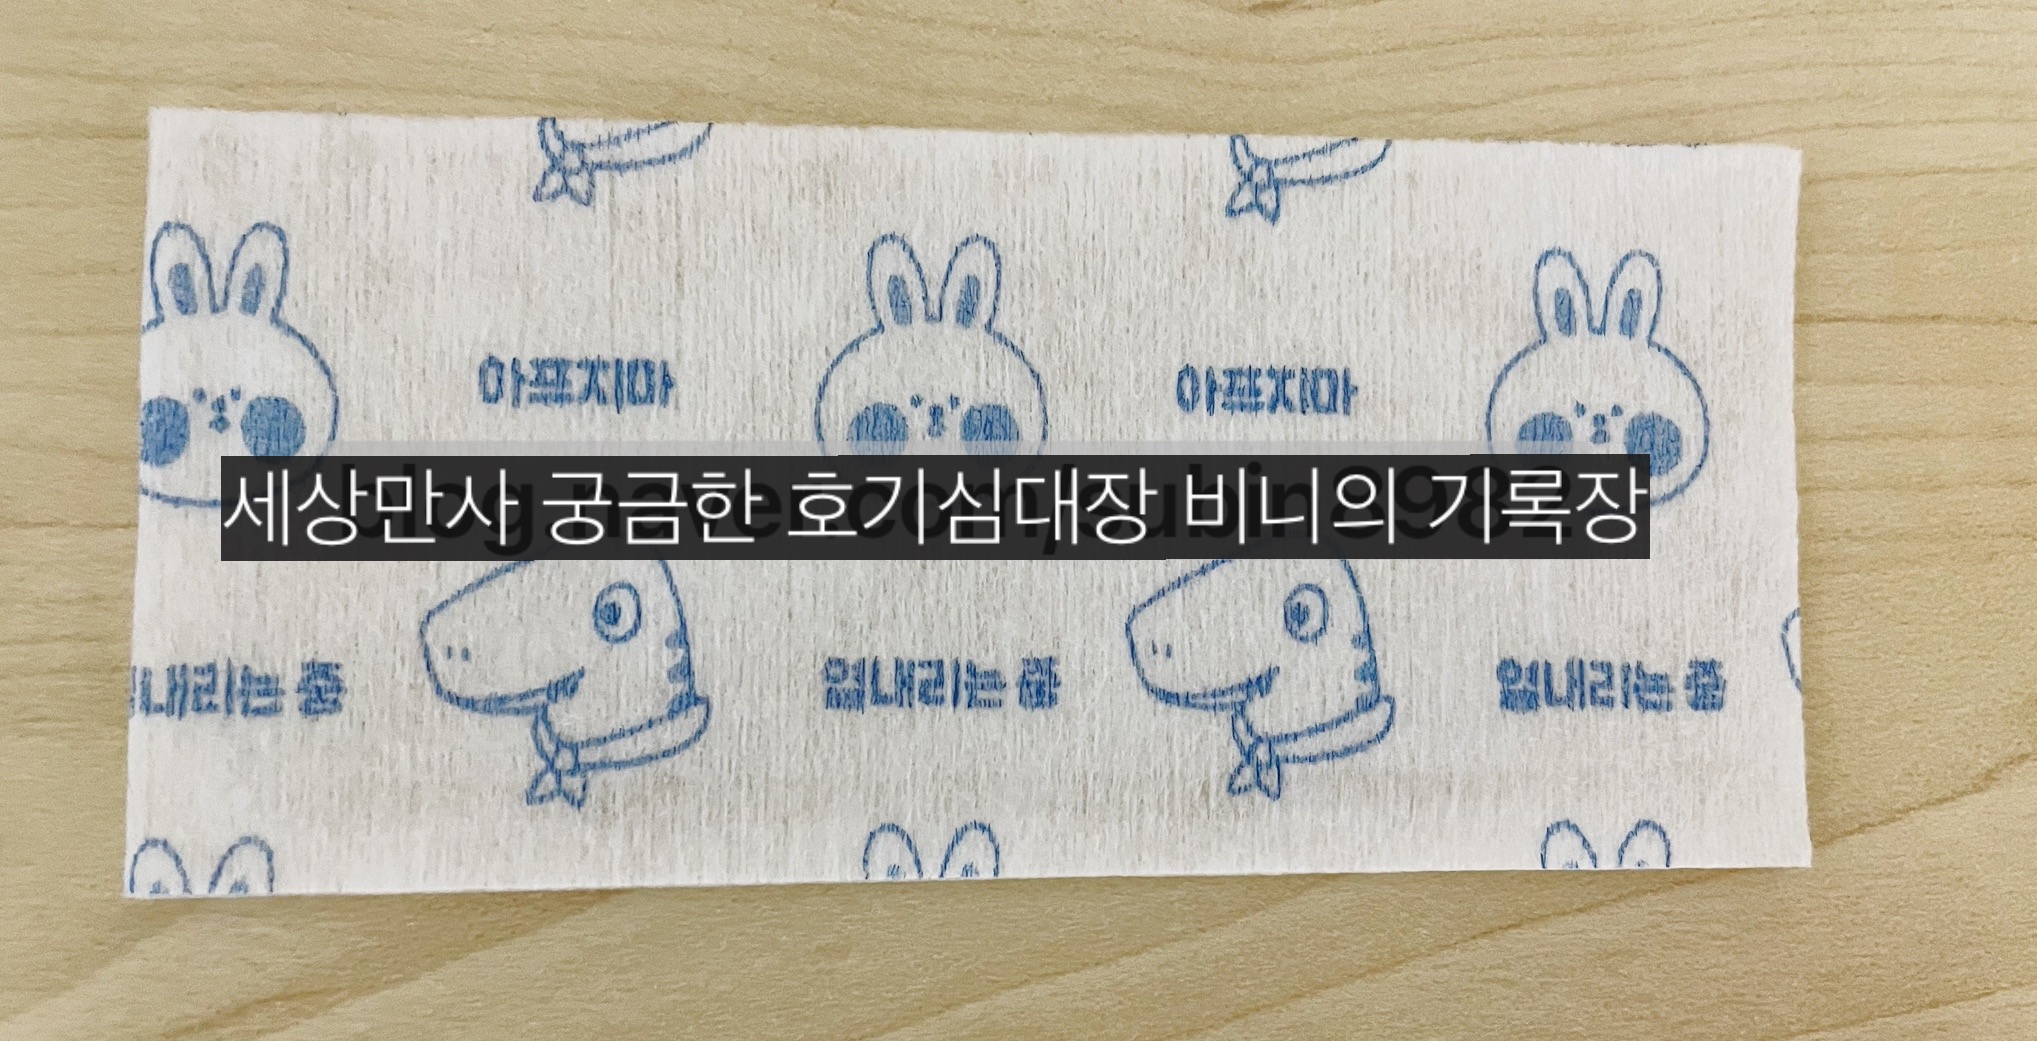 아프지마 아프지마
세상만사 궁금한 호기심대장 비니의 기록장
내리는 중 열내리는 중 열내리는 중